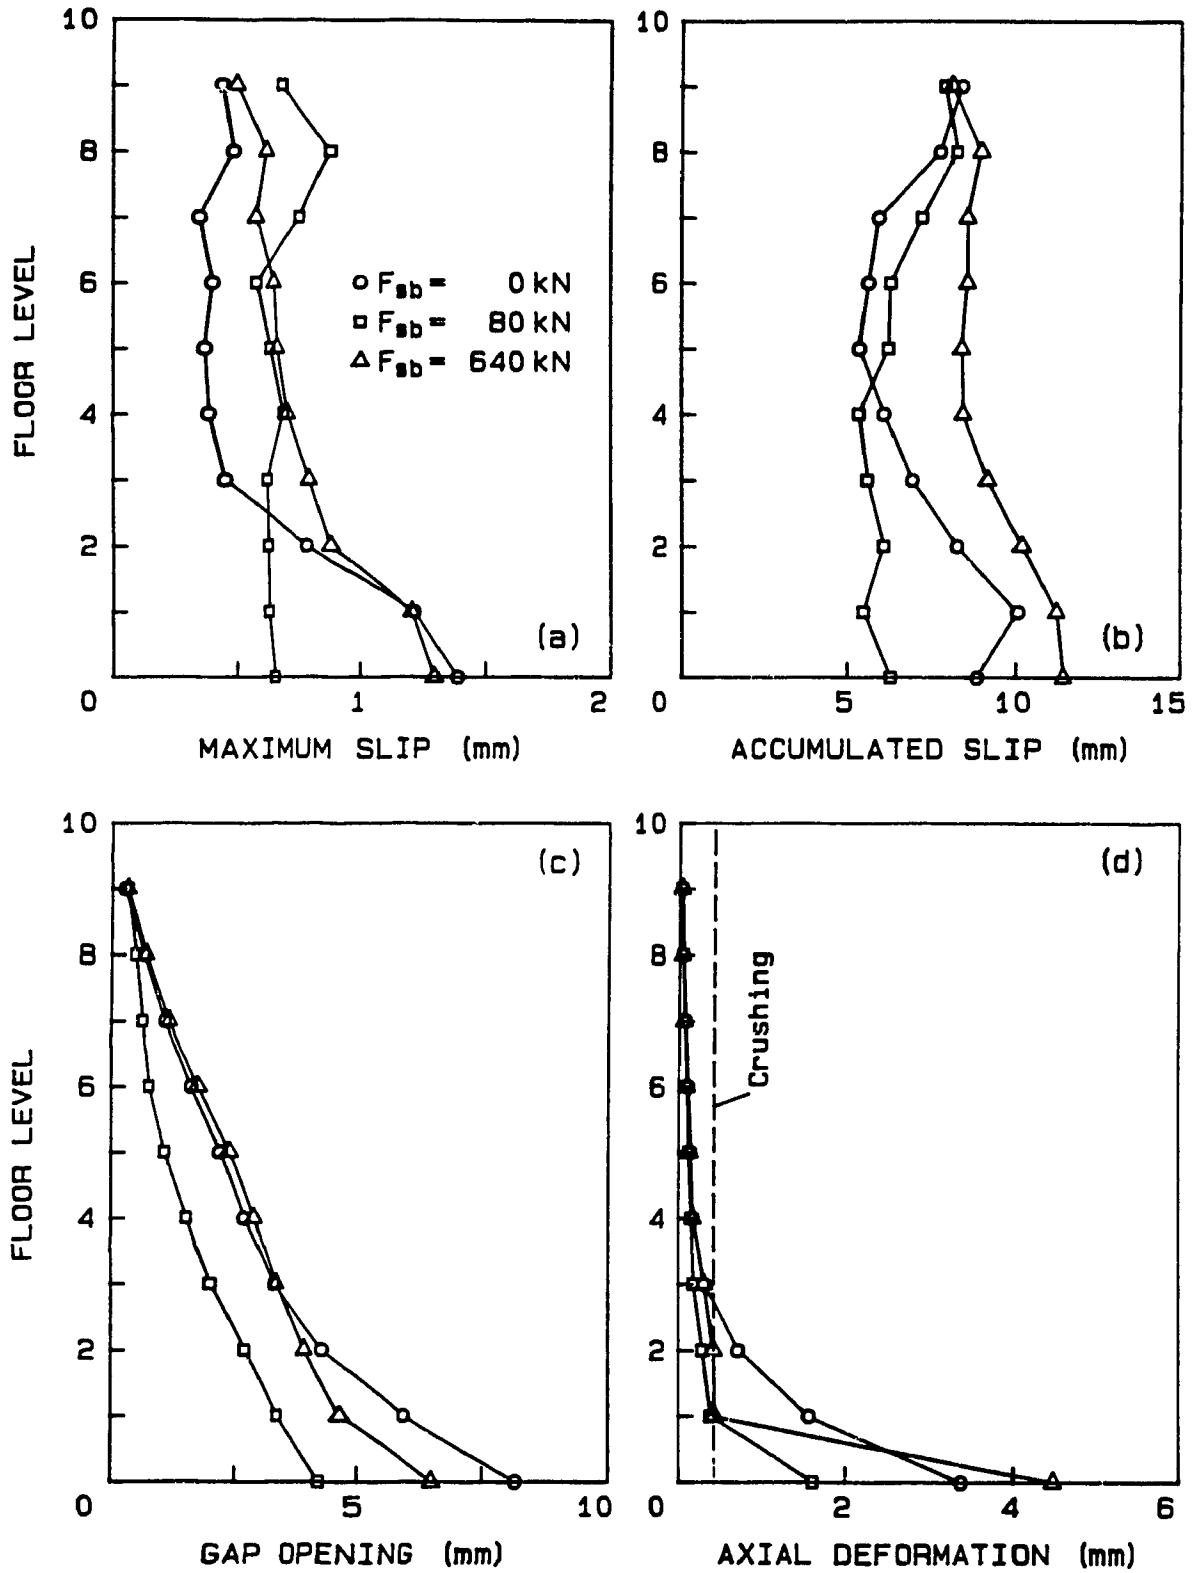 10
8
6
4
2
0
1
2
FLOOR LEVEL
MAXIMUM SLIP (mm)
(a)
○ Fsb = 0 kN
□ Fsb = 80 kN
△ Fsb = 640 kN
10
8
6
4
2
0
5
10
15
ACCUMULATED SLIP (mm)
(b)
10
8
6
4
2
0
5
10
FLOOR LEVEL
GAP OPENING (mm)
(c)
10
8
6
4
2
0
2
4
6
AXIAL DEFORMATION (mm)
(d)
Crushing